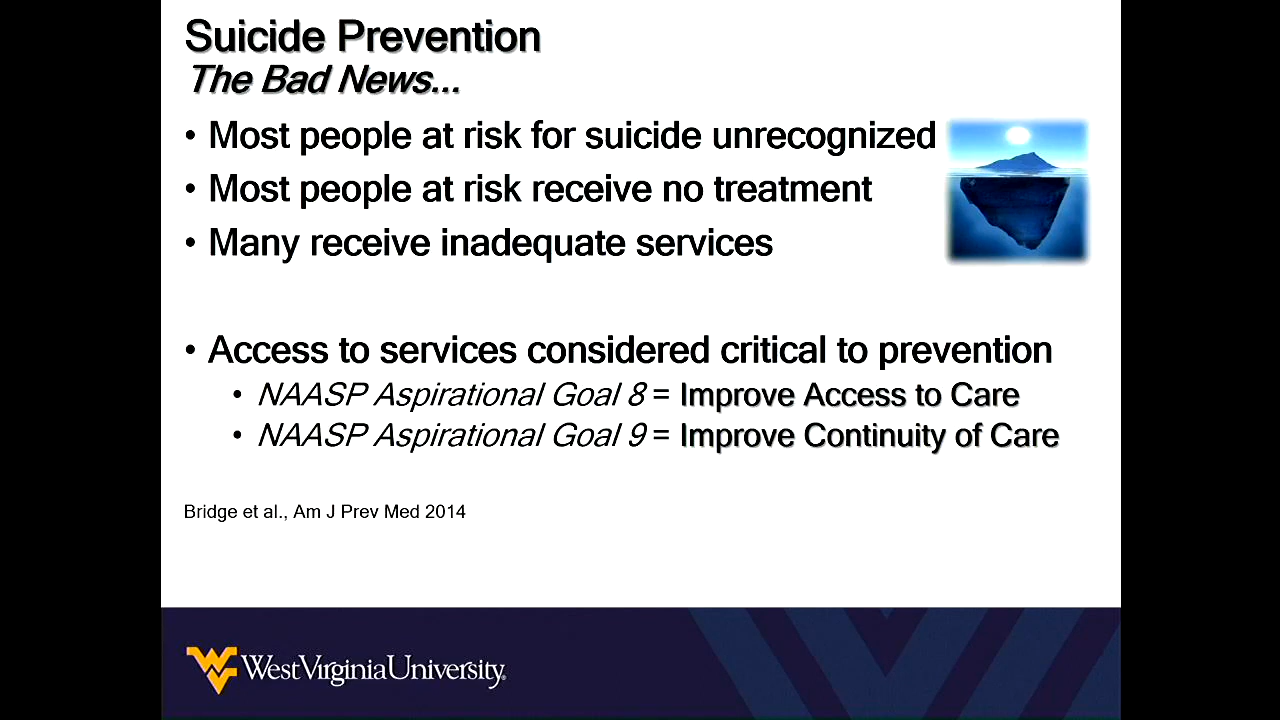 Suicide Prevention
The Bad News...
• Most people at risk for suicide unrecognized
• Most people at risk receive no treatment
• Many receive inadequate services
• Access to services considered critical to prevention
• NAASP Aspirational Goal 8 = Improve Access to Care
• NAASP Aspirational Goal 9 = Improve Continuity of Care
Bridge et al., Am J Prev Med 2014
WestVirginiaUniversity.